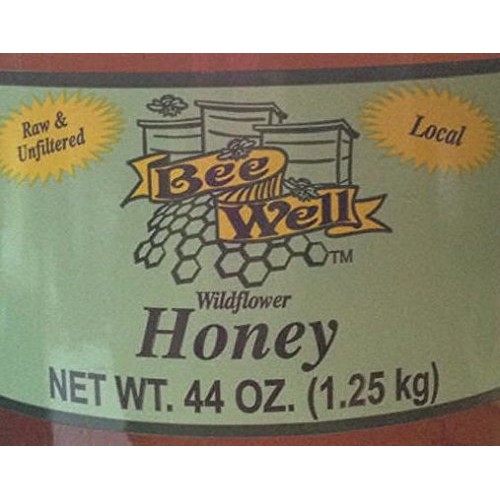 Raw &
Unfiltered
Local
Bee
Well
TM
Wildflower
Honey
NET WT. 44 OZ. (1.25 kg)